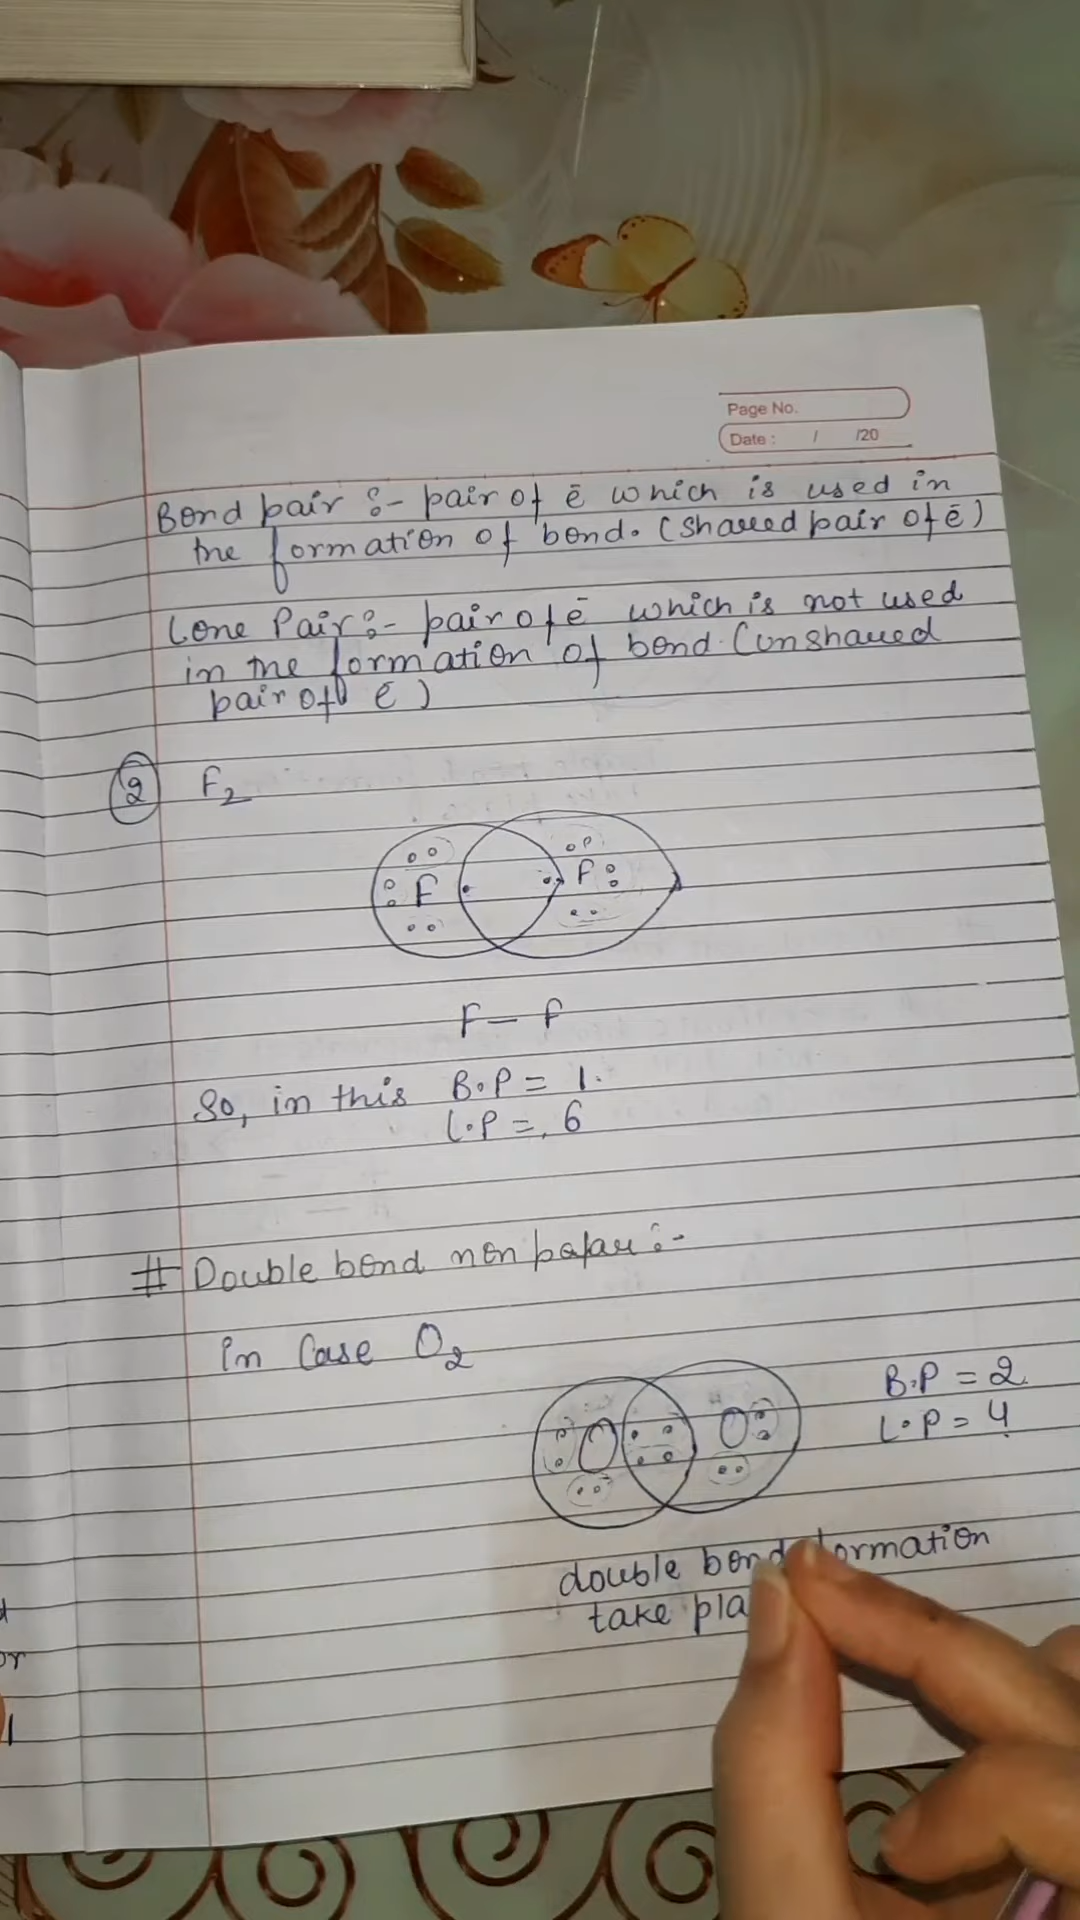 Page No.
Date : / /20
Bond pair :- pair of ē which is used in
the formation of bond. (shared pair of ē)
Lone Pair :- pair of ē which is not used
in the formation of bond. (unshared
pair of ē)
2 F2
F F
F — F
So, in this B.P = 1.
L.P = 6
# Double bond non polar :-
in Case O2
B.P = 2
L.P = 4
O O
double bond formation
take